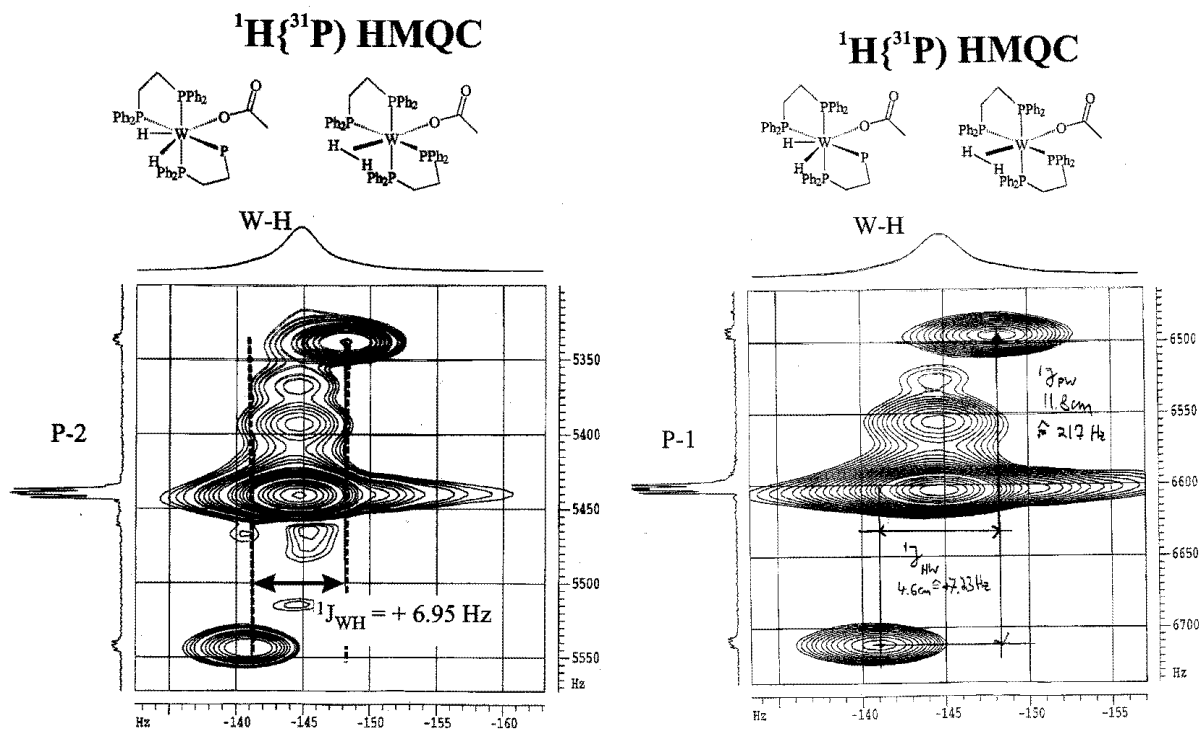 ¹H{³¹P) HMQC
PPh₂
Ph₂P
H
W
O
O
H
P
Ph₂P
PPh₂
Ph₂P
W
O
O
H
H
PPh₂
Ph₂P
W-H
P-2
5350
5400
5450
5500
5550
Hz
¹J_WH = + 6.95 Hz
Hz
-140
-145
-150
-155
-160
¹H{³¹P) HMQC
PPh₂
Ph₂P
H
W
O
O
H
P
Ph₂P
PPh₂
Ph₂P
W
O
O
H
H
PPh₂
Ph₂P
W-H
P-1
6500
6550
6600
6650
6700
Hz
¹J_PW
11.8cm
≙ 217 Hz
¹J_HW
4.6cm ≙ +7.23 Hz
Hz
-140
-145
-150
-155